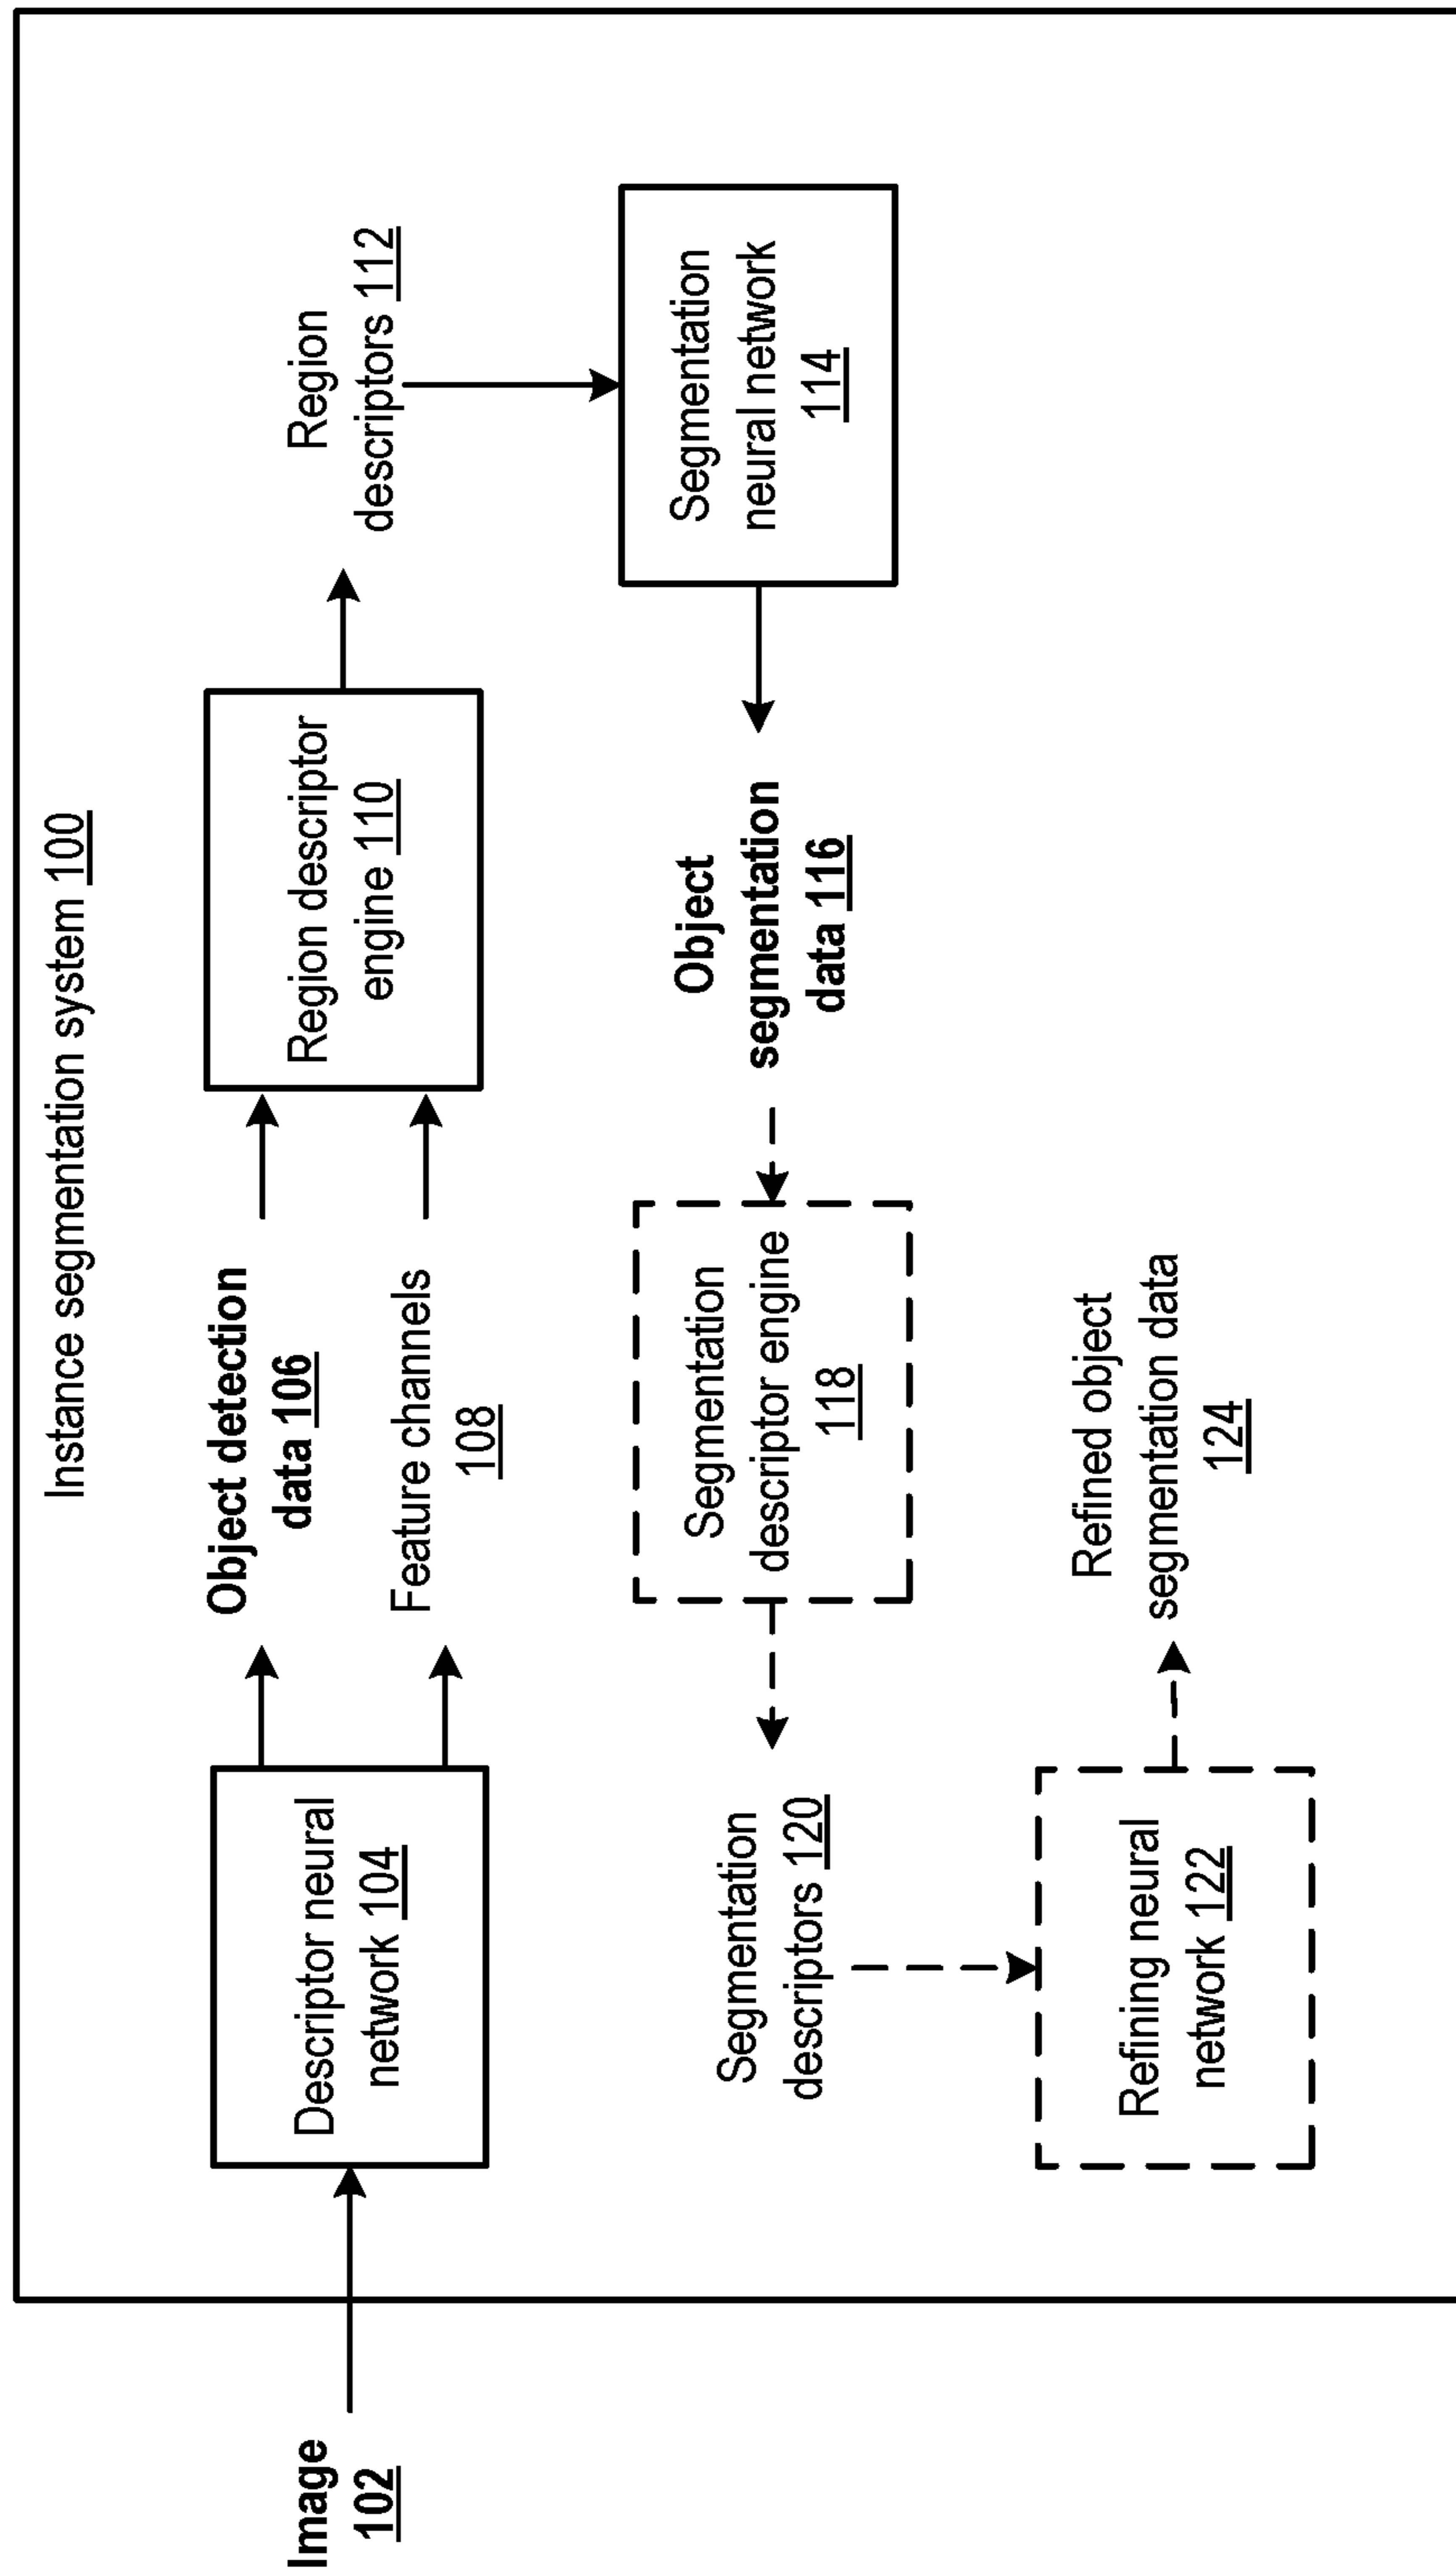 Instance segmentation system 100
Image
102
Descriptor neural
network 104
Object detection
data 106
Feature channels
108
Region descriptor
engine 110
Region
descriptors 112
Segmentation
neural network
114
Object
segmentation
data 116
Segmentation
descriptor engine
118
Segmentation
descriptors 120
Refining neural
network 122
Refined object
segmentation data
124